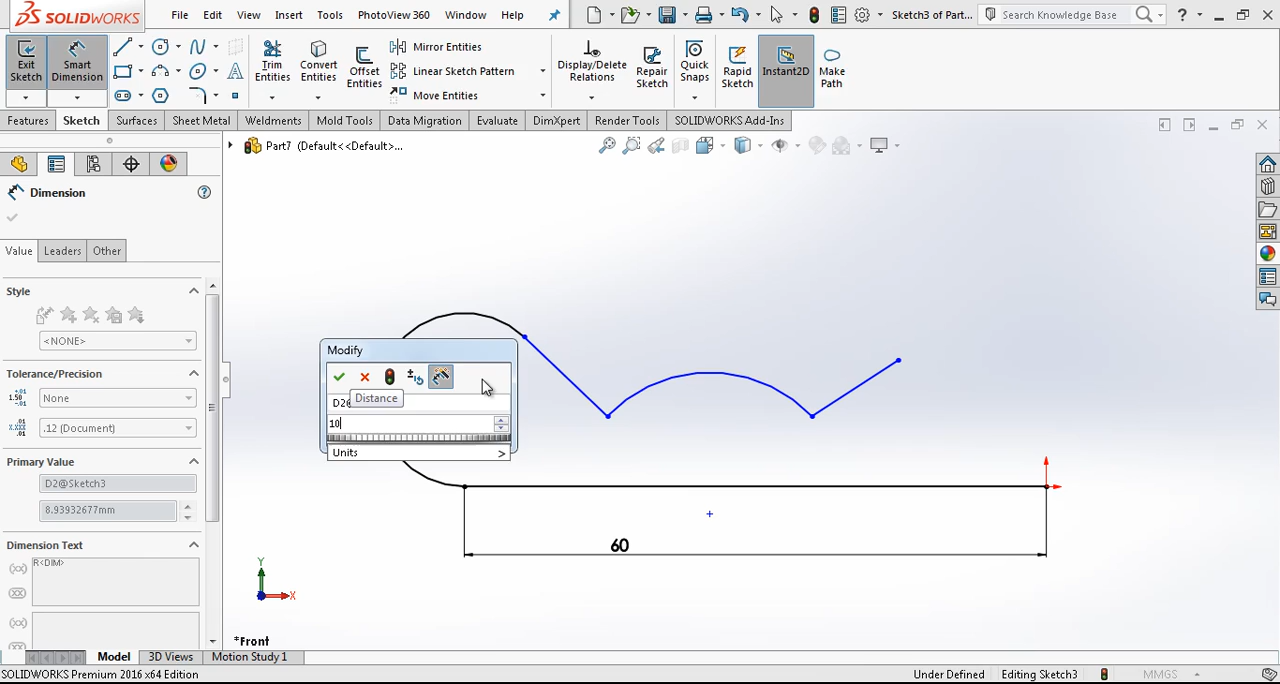 SOLIDWORKS
File Edit View Insert Tools PhotoView 360 Window Help
Sketch3 of Part...
Search Knowledge Base
?
Exit Sketch
Smart Dimension
Trim Entities
Convert Entities
Offset Entities
Mirror Entities
Linear Sketch Pattern
Move Entities
Display/Delete Relations
Repair Sketch
Quick Snaps
Rapid Sketch
Instant2D
Make Path
Features Sketch Surfaces Sheet Metal Weldments Mold Tools Data Migration Evaluate DimXpert Render Tools SOLIDWORKS Add-Ins
Part7 (Default<<Default>...
Dimension
?
Value Leaders Other
Style
<NONE>
Tolerance/Precision
None
.12 (Document)
Primary Value
D2@Sketch3
8.93932677mm
Dimension Text
R<DIM>
Modify
Distance
10
Units >
60
Y
X
*Front
Model 3D Views Motion Study 1
SOLIDWORKS Premium 2016 x64 Edition
Under Defined Editing Sketch3 MMGS